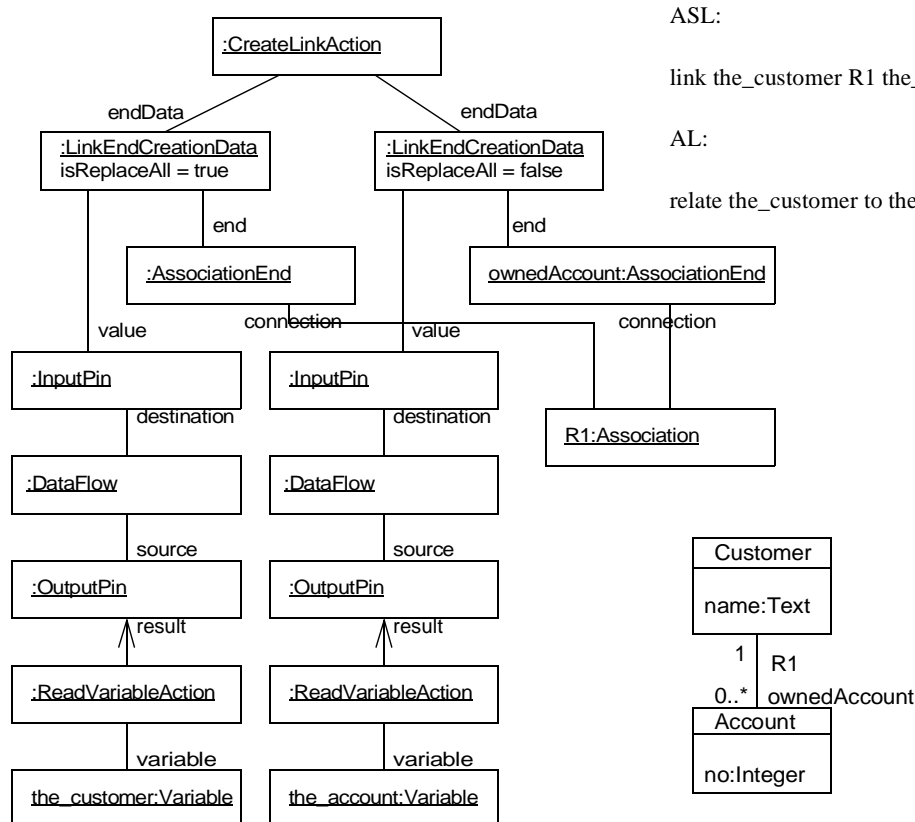 ASL:
:CreateLinkAction
link the_customer R1 the_
endData
endData
:LinkEndCreationData
isReplaceAll = true
:LinkEndCreationData
isReplaceAll = false
AL:
relate the_customer to the
end
end
:AssociationEnd
ownedAccount:AssociationEnd
value
connection
value
connection
:InputPin
:InputPin
destination
destination
R1:Association
:DataFlow
:DataFlow
source
source
:OutputPin
:OutputPin
Customer
name:Text
result
result
1
R1
:ReadVariableAction
:ReadVariableAction
0..*
ownedAccount
Account
variable
variable
no:Integer
the_customer:Variable
the_account:Variable